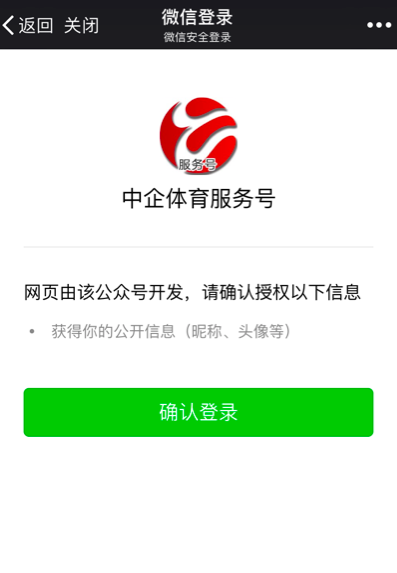 返回 关闭
微信登录
微信安全登录
服务号
中企体育服务号
网页由该公众号开发，请确认授权以下信息
• 获得你的公开信息（昵称、头像等）
确认登录